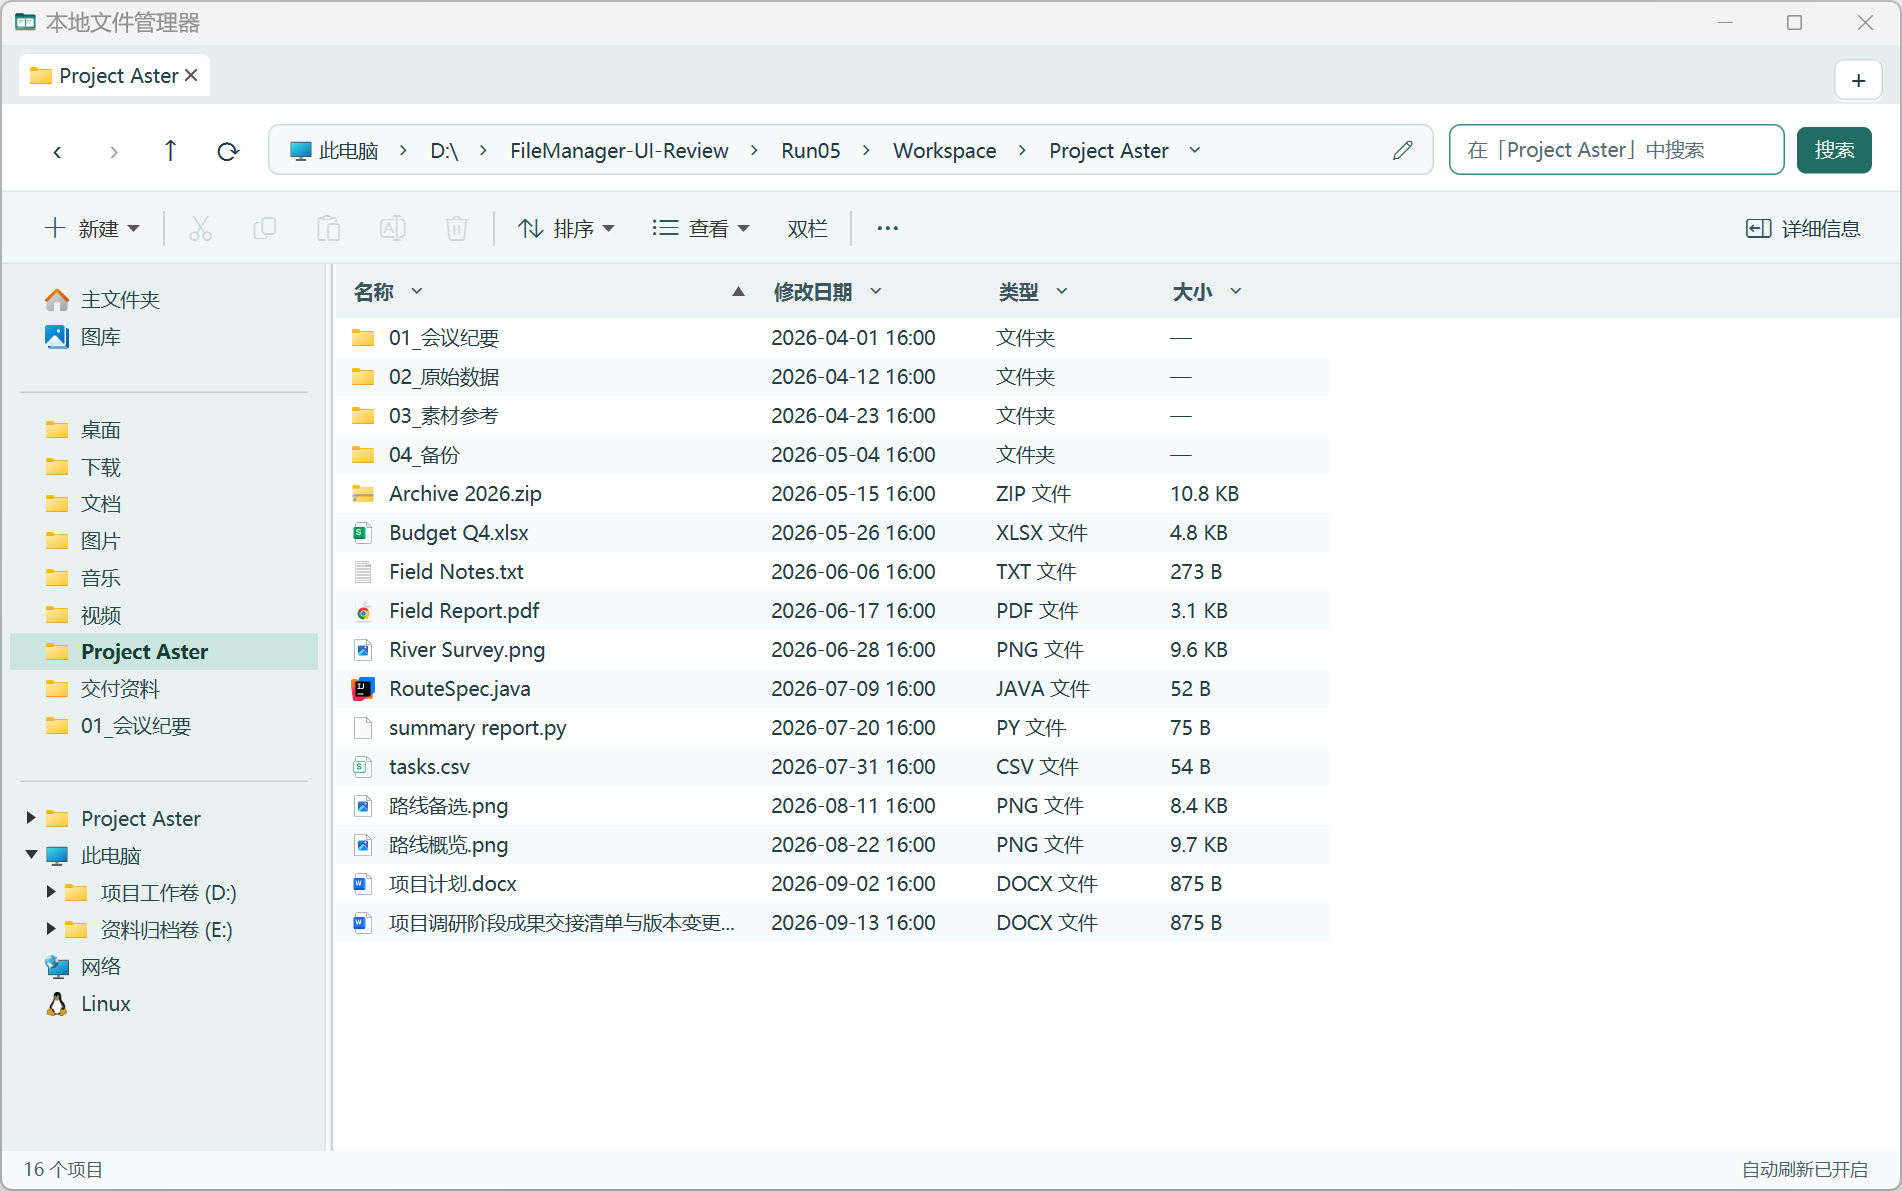 本地文件管理器
Project Aster
此电脑 D:\ FileManager-UI-Review Run05 Workspace Project Aster
在「Project Aster」中搜索
搜索
新建 排序 查看 双栏 ··· 详细信息
主文件夹
图库
桌面
下载
文档
图片
音乐
视频
Project Aster
交付资料
01_会议纪要
Project Aster
此电脑
项目工作卷 (D:)
资料归档卷 (E:)
网络
Linux
名称 修改日期 类型 大小
01_会议纪要 2026-04-01 16:00 文件夹 —
02_原始数据 2026-04-12 16:00 文件夹 —
03_素材参考 2026-04-23 16:00 文件夹 —
04_备份 2026-05-04 16:00 文件夹 —
Archive 2026.zip 2026-05-15 16:00 ZIP 文件 10.8 KB
Budget Q4.xlsx 2026-05-26 16:00 XLSX 文件 4.8 KB
Field Notes.txt 2026-06-06 16:00 TXT 文件 273 B
Field Report.pdf 2026-06-17 16:00 PDF 文件 3.1 KB
River Survey.png 2026-06-28 16:00 PNG 文件 9.6 KB
RouteSpec.java 2026-07-09 16:00 JAVA 文件 52 B
summary report.py 2026-07-20 16:00 PY 文件 75 B
tasks.csv 2026-07-31 16:00 CSV 文件 54 B
路线备选.png 2026-08-11 16:00 PNG 文件 8.4 KB
路线概览.png 2026-08-22 16:00 PNG 文件 9.7 KB
项目计划.docx 2026-09-02 16:00 DOCX 文件 875 B
项目调研阶段成果交接清单与版本变更... 2026-09-13 16:00 DOCX 文件 875 B
16 个项目
自动刷新已开启